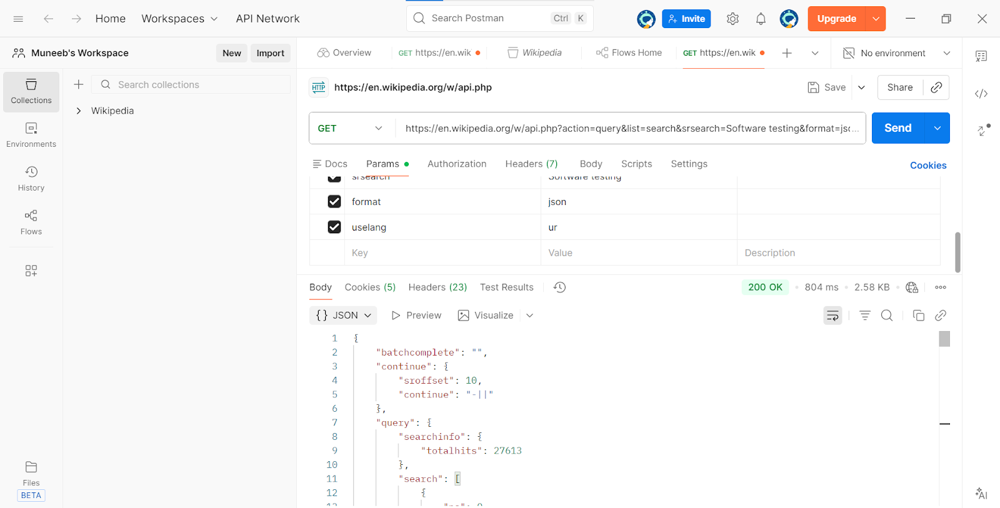 Home Workspaces API Network Search Postman Ctrl K Invite Upgrade
Muneeb's Workspace New Import Overview GET https://en.wik Wikipedia Flows Home GET https://en.wik No environment
Collections
Search collections
Wikipedia
Environments
History
Flows
Files
BETA
HTTP https://en.wikipedia.org/w/api.php Save Share
GET https://en.wikipedia.org/w/api.php?action=query&list=search&srsearch=Software testing&format=jsc... Send
Docs Params Authorization Headers (7) Body Scripts Settings Cookies
srsearch Software testing
format json
uselang ur
Key Value Description
Body Cookies (5) Headers (23) Test Results 200 OK • 804 ms • 2.58 KB •
{} JSON Preview Visualize
1 {
2 "batchcomplete": "",
3 "continue": {
4 "sroffset": 10,
5 "continue": "-||"
6 },
7 "query": {
8 "searchinfo": {
9 "totalhits": 27613
10 },
11 "search": [
12 {
AI